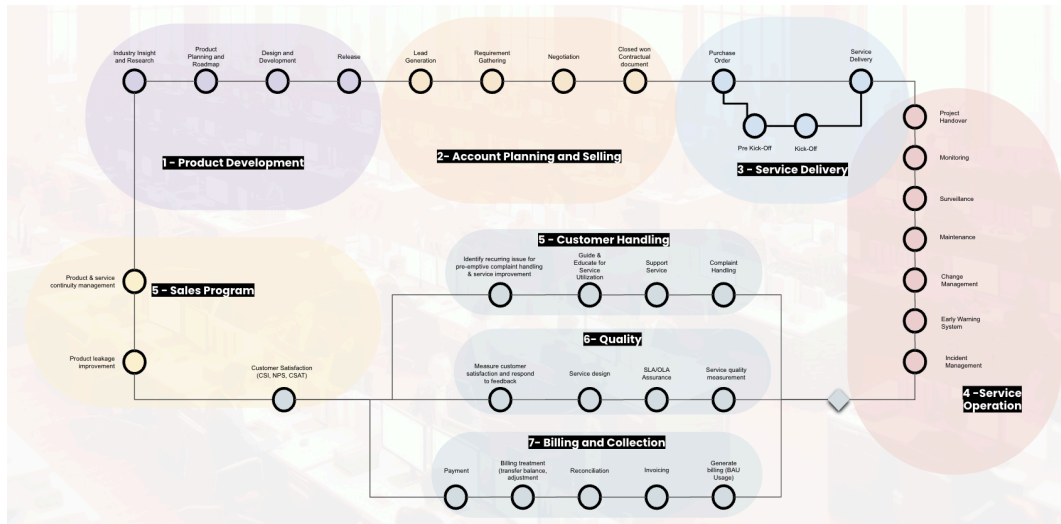 Industry Insight
and Research
Product
Planning and
Roadmap
Design and
Development
Release
1 - Product Development
Lead
Generation
Requirement
Gathering
Negotiation
Closed won
Contractual
document
2- Account Planning and Selling
Purchase
Order
Service
Delivery
Pre Kick-Off
Kick-Off
3 - Service Delivery
Project
Handover
Monitoring
Surveillance
Maintenance
Change
Management
Early Warning
System
Incident
Management
4 -Service
Operation
5 - Customer Handling
Identify recurring issue for
pre-emptive complaint handling
& service improvement
Guide &
Educate for
Service
Utilization
Support
Service
Complaint
Handling
6- Quality
Measure customer
satisfaction and respond
to feedback
Service design
SLA/OLA
Assurance
Service quality
measurement
7- Billing and Collection
Payment
Billing treatment
(transfer balance,
adjustment
Reconciliation
Invoicing
Generate
billing (BAU
Usage)
Product & service
continuity management
5 - Sales Program
Product leakage
improvement
Customer Satisfaction
(CSI, NPS, CSAT)